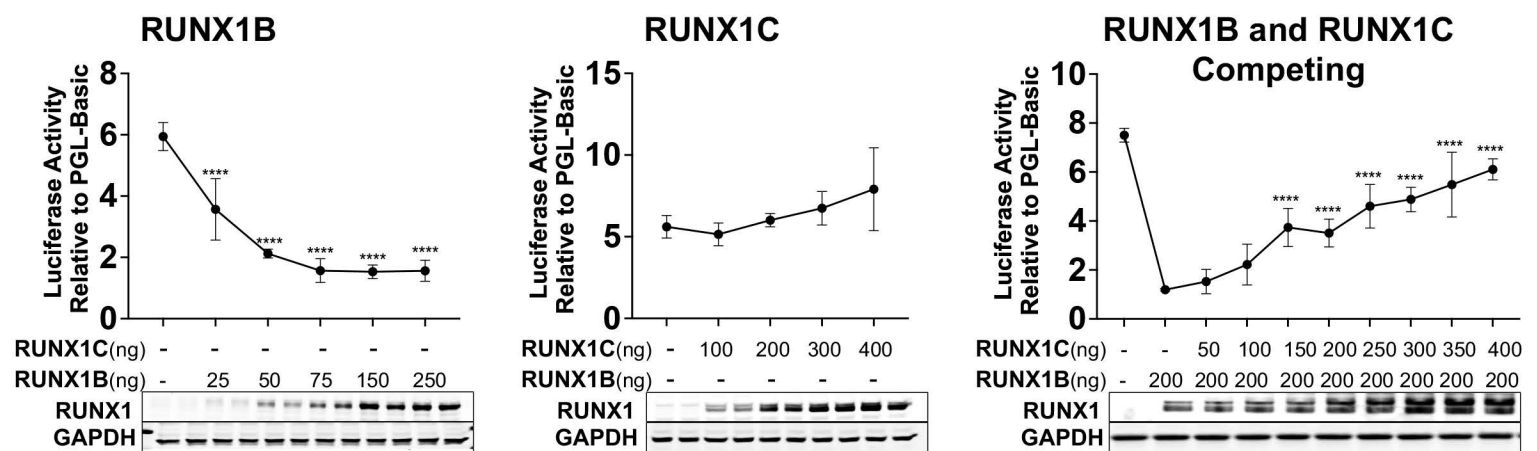 RUNX1B
Luciferase Activity
Relative to PGL-Basic
8
6
4
2
0
**** **** **** **** ****
RUNX1C(ng) - - - - - -
RUNX1B(ng) - 25 50 75 150 250
RUNX1
GAPDH
RUNX1C
Luciferase Activity
Relative to PGL-Basic
15
10
5
0
RUNX1C(ng) - 100 200 300 400
RUNX1B(ng) - - - - -
RUNX1
GAPDH
RUNX1B and RUNX1C
Competing
Luciferase Activity
Relative to PGL-Basic
10
8
6
4
2
0
**** **** **** **** **** ****
RUNX1C(ng) - - 50 100 150 200 250 300 350 400
RUNX1B(ng) - 200 200 200 200 200 200 200 200 200
RUNX1
GAPDH